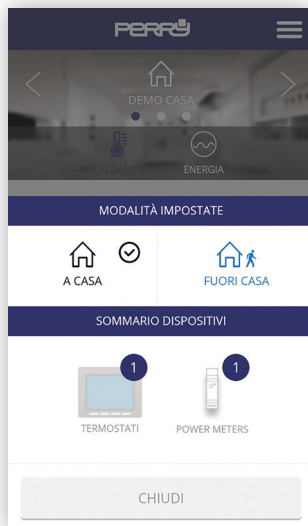 PERRY
DEMO CASA
RISCALDAMENTO ENERGIA
MODALITÀ IMPOSTATE
A CASA FUORI CASA
SOMMARIO DISPOSITIVI
1 1
TERMOSTATI POWER METERS
CHIUDI